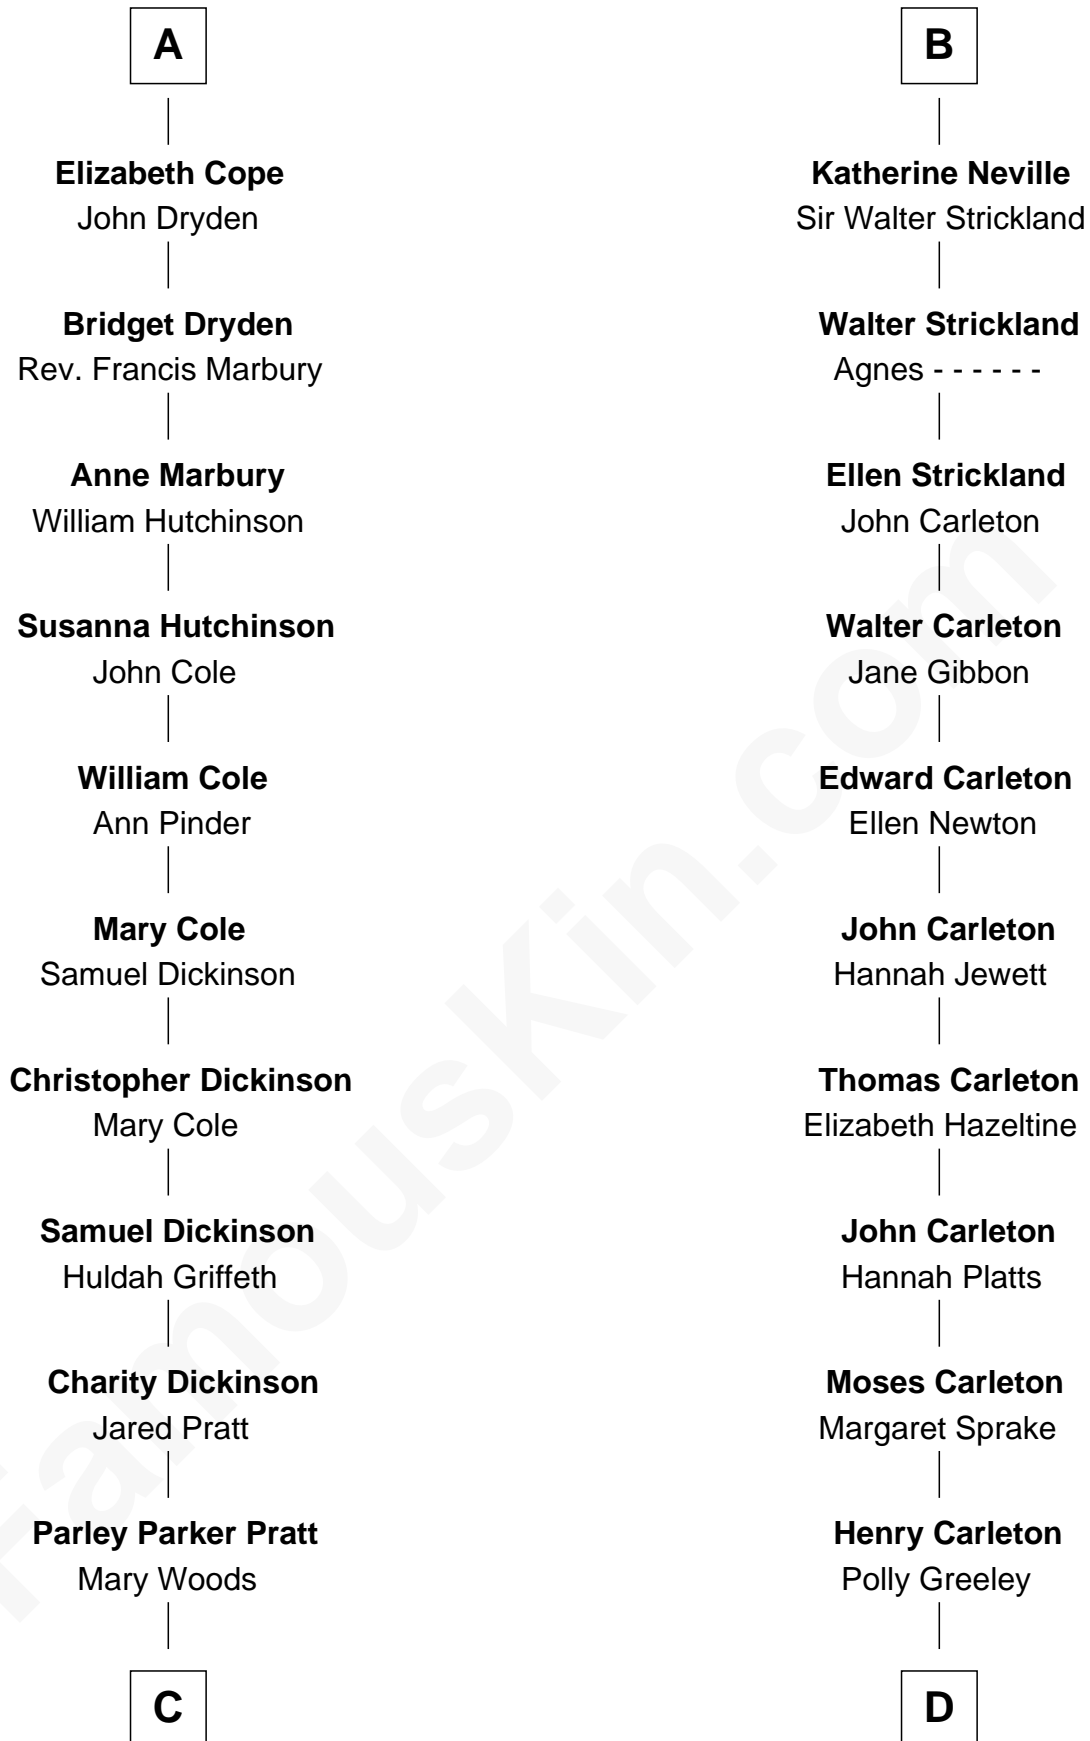 A
Elizabeth Cope
John Dryden
Bridget Dryden
Rev. Francis Marbury
Anne Marbury
William Hutchinson
Susanna Hutchinson
John Cole
William Cole
Ann Pinder
Mary Cole
Samuel Dickinson
Christopher Dickinson
Mary Cole
Samuel Dickinson
Huldah Griffeth
Charity Dickinson
Jared Pratt
Parley Parker Pratt
Mary Woods
C
B
Katherine Neville
Sir Walter Strickland
Walter Strickland
Agnes - - - - - -
Ellen Strickland
John Carleton
Walter Carleton
Jane Gibbon
Edward Carleton
Ellen Newton
John Carleton
Hannah Jewett
Thomas Carleton
Elizabeth Hazeltine
John Carleton
Hannah Platts
Moses Carleton
Margaret Sprake
Henry Carleton
Polly Greeley
D
FamousKin.com